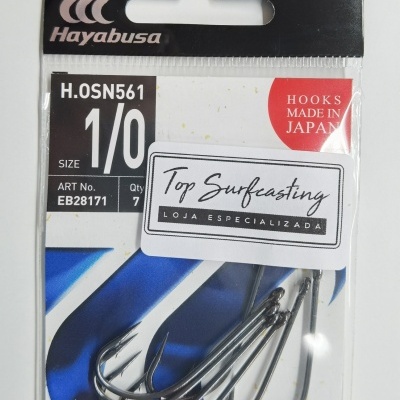 Hayabusa
H.OSN561
SIZE 1/0
HOOKS
MADE IN
JAPAN
ART No. Qty
EB28171 7
Top Surfcasting
LOJA ESPECIALIZADA